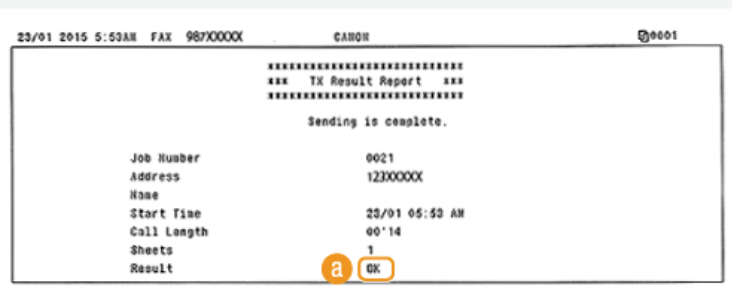 23/01 2015 5:53AM FAX 987XXXXX CANON 0001
***************************
*** TX Result Report ***
***************************
Sending is complete.
Job Number 0021
Address 123XXXXX
Name
Start Time 23/01 05:53 AM
Call Length 00'14
Sheets 1
Result a OK